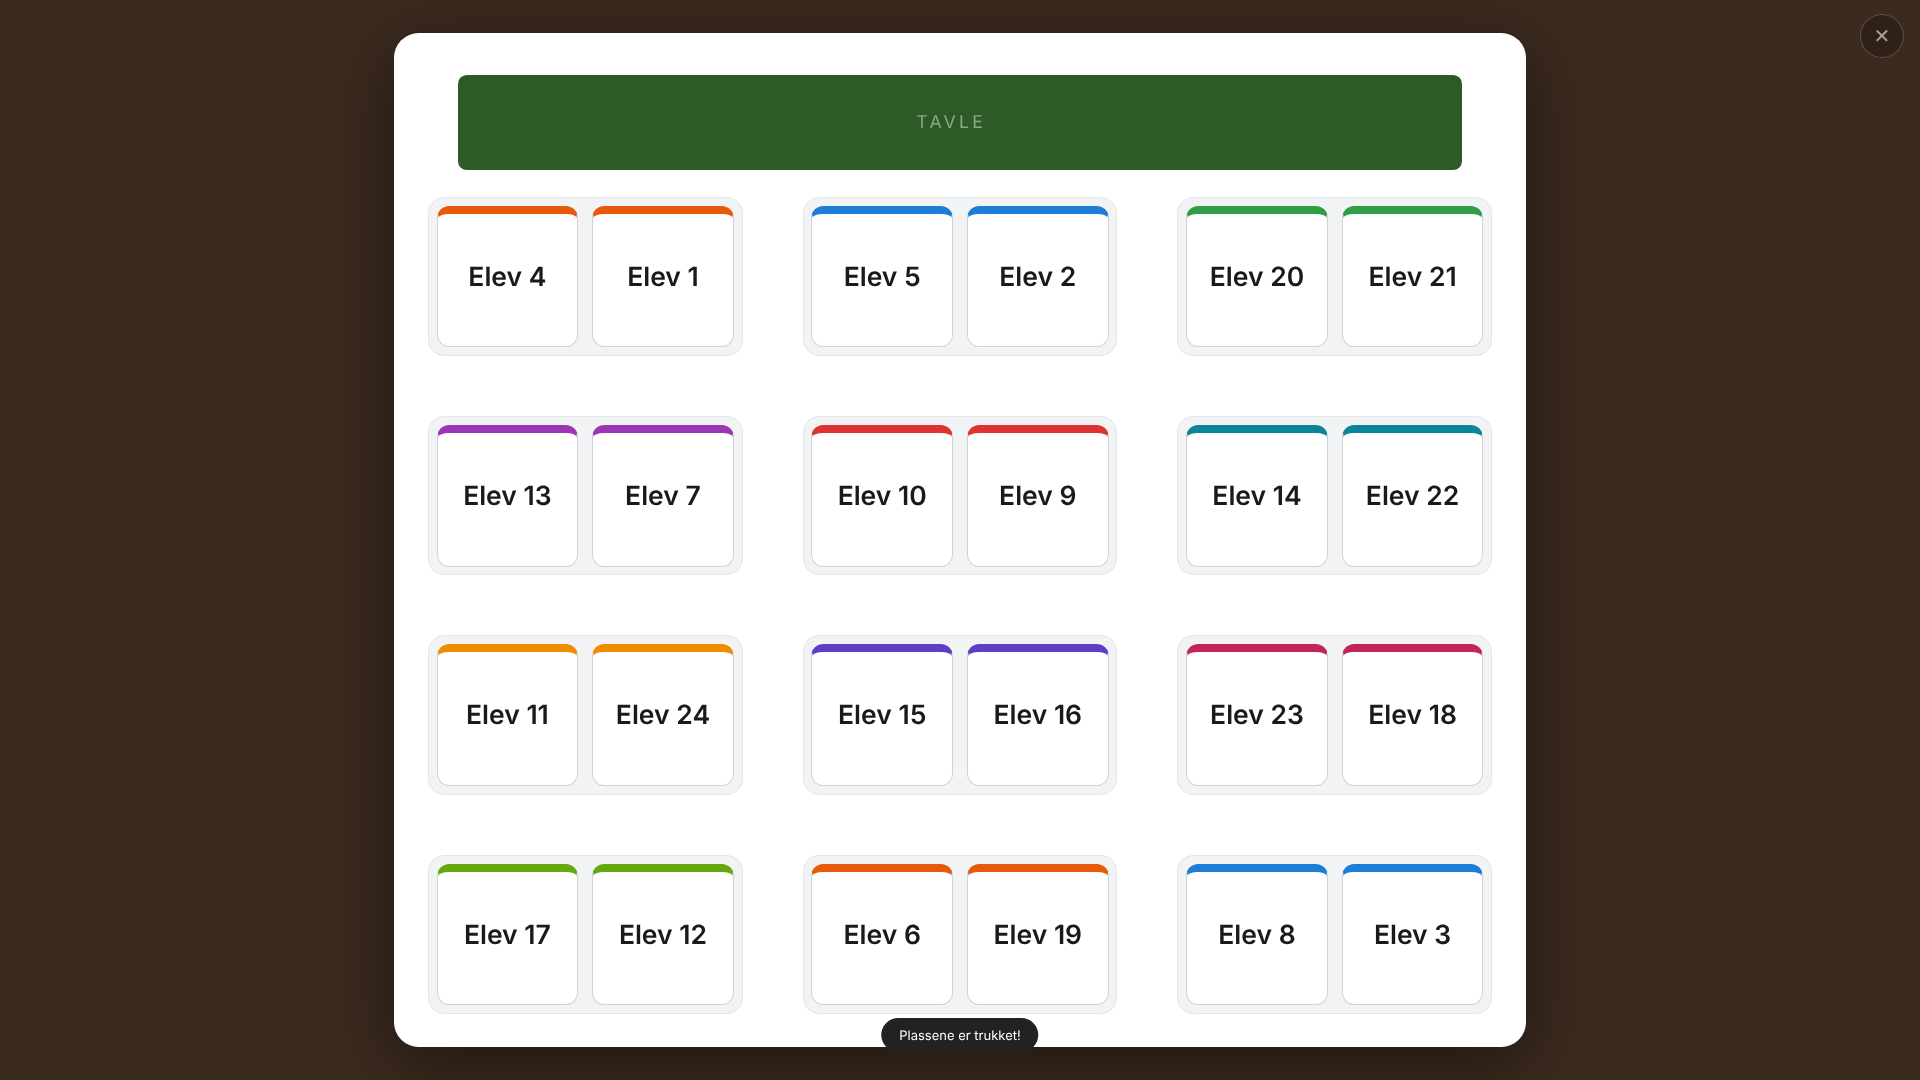 TAVLE
Elev 4 Elev 1 Elev 5 Elev 2 Elev 20 Elev 21
Elev 13 Elev 7 Elev 10 Elev 9 Elev 14 Elev 22
Elev 11 Elev 24 Elev 15 Elev 16 Elev 23 Elev 18
Elev 17 Elev 12 Elev 6 Elev 19 Elev 8 Elev 3
Plassene er trukket!